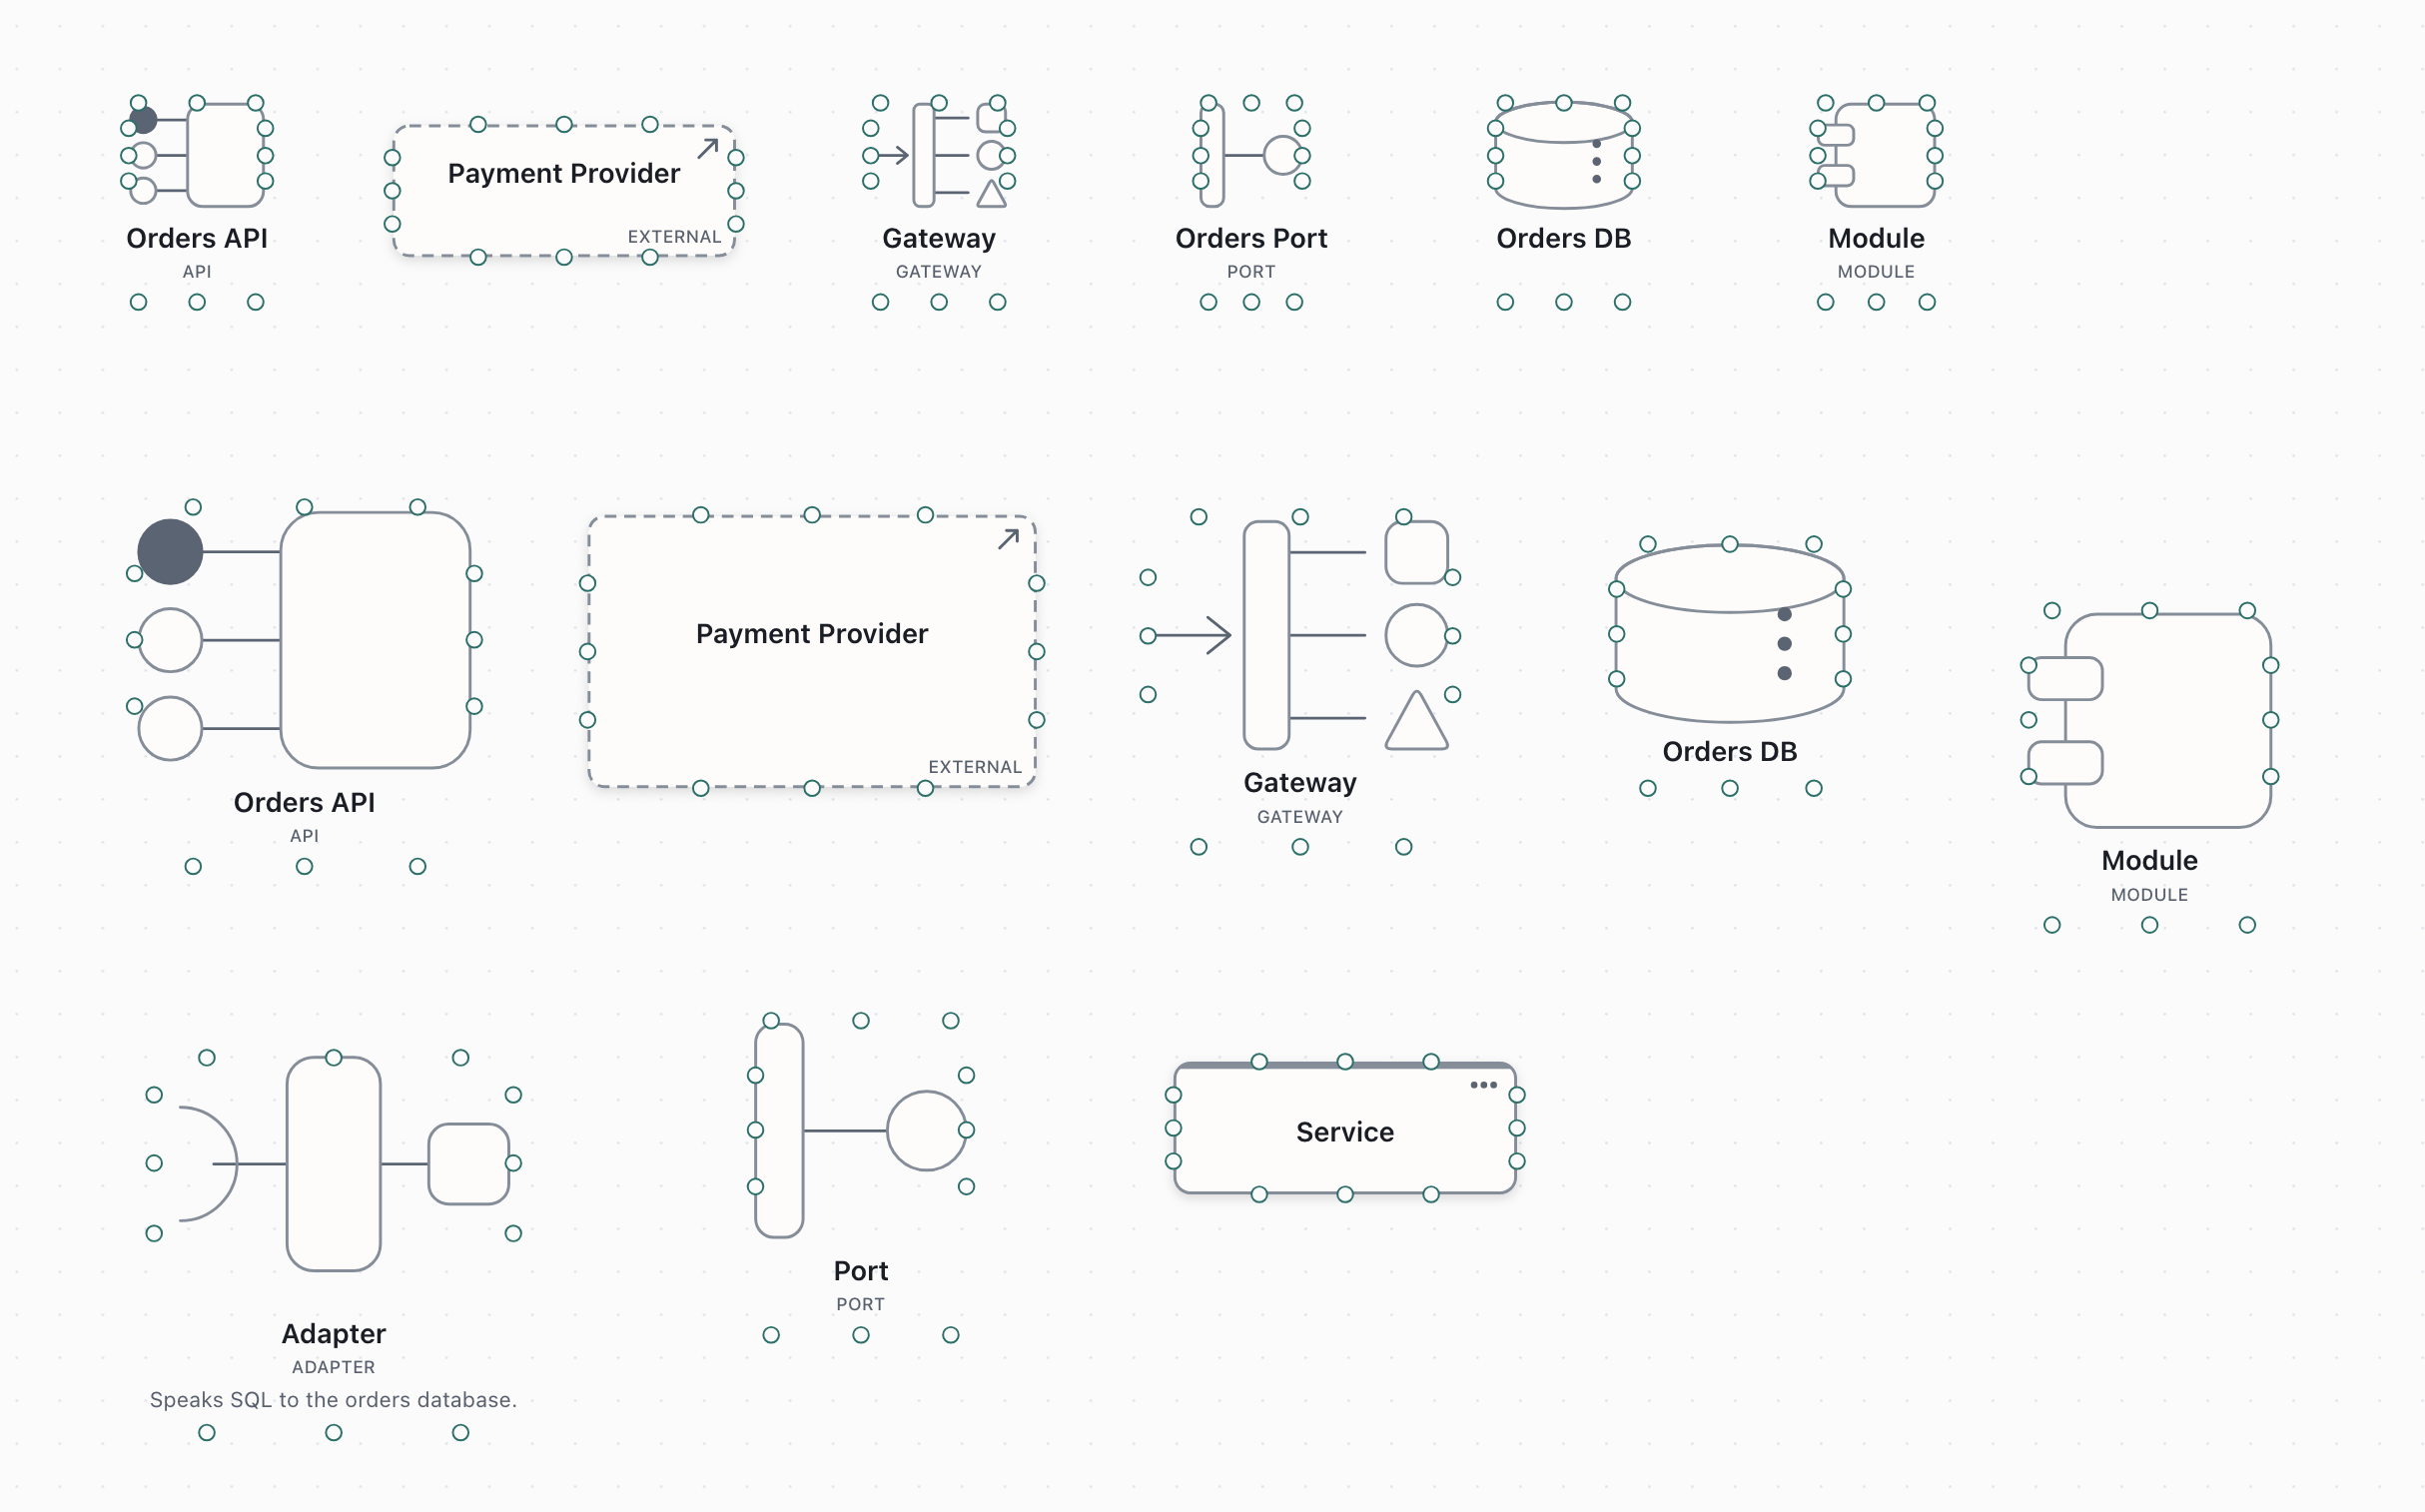 Payment Provider
EXTERNAL
Orders API
API
Gateway
GATEWAY
Orders Port
PORT
Orders DB
Module
MODULE
Payment Provider
EXTERNAL
Orders API
API
Gateway
GATEWAY
Orders DB
Module
MODULE
Service
Port
PORT
Adapter
ADAPTER
Speaks SQL to the orders database.